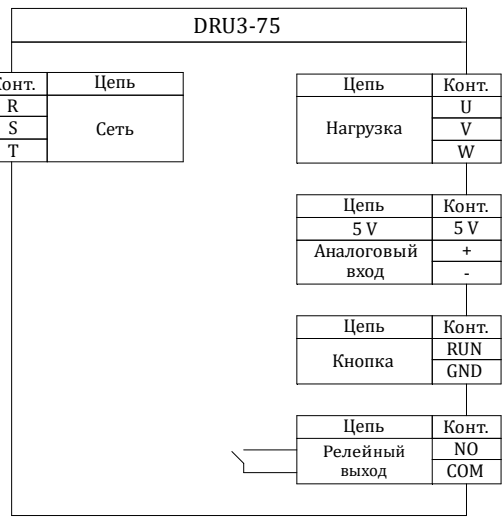 DRU3-75
Конт. Цепь
R
S Сеть
T
Цепь Конт.
U
Нагрузка V
W
Цепь Конт.
5 V 5 V
Аналоговый +
вход -
Цепь Конт.
Кнопка RUN
GND
Цепь Конт.
Релейный NO
выход COM